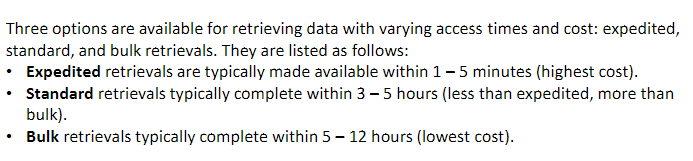 Three options are available for retrieving data with varying access times and cost: expedited,
standard, and bulk retrievals. They are listed as follows:
• Expedited retrievals are typically made available within 1 – 5 minutes (highest cost).
• Standard retrievals typically complete within 3 – 5 hours (less than expedited, more than
bulk).
• Bulk retrievals typically complete within 5 – 12 hours (lowest cost).